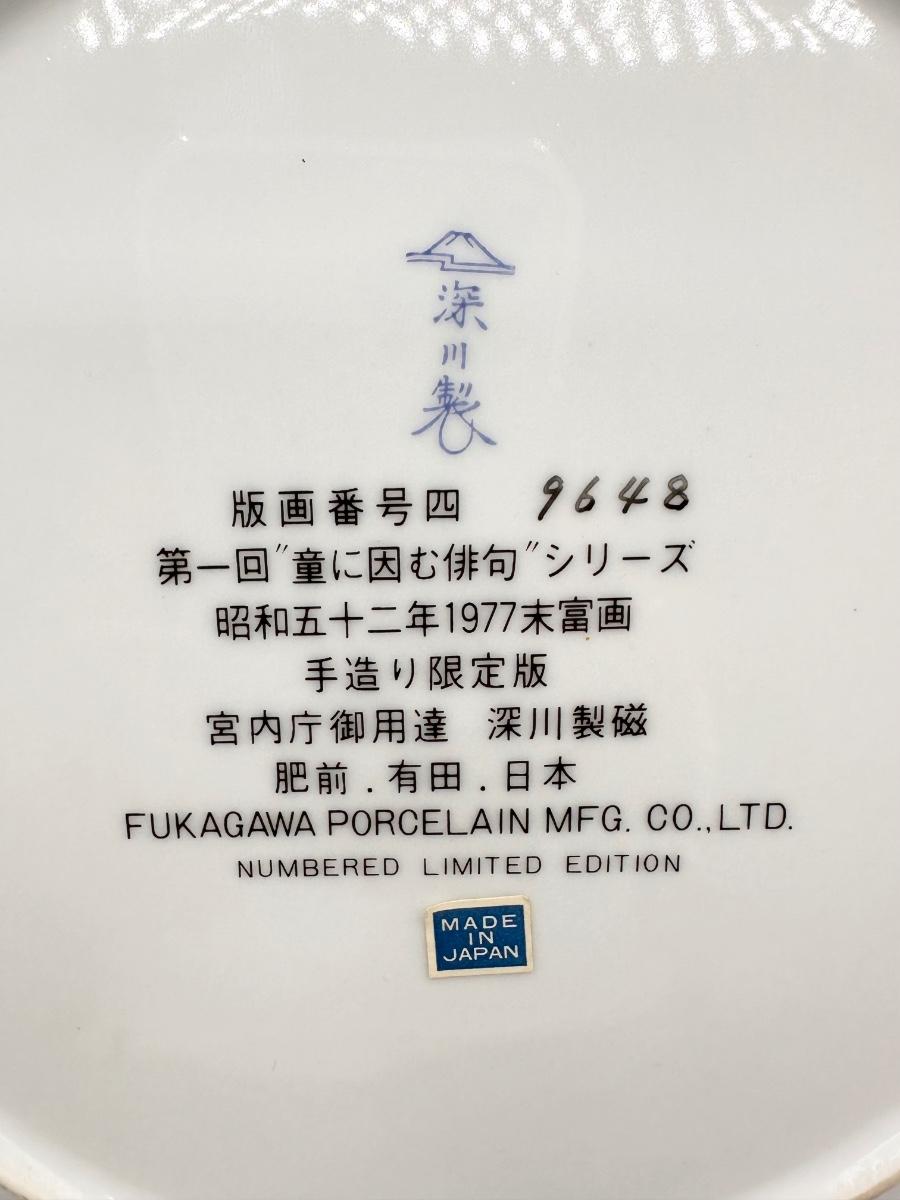 深川製
版画番号四 9648
第一回"童に因む俳句"シリーズ
昭和五十二年1977末富画
手造り限定版
宮内庁御用達 深川製磁
肥前.有田.日本
FUKAGAWA PORCELAIN MFG. CO.,LTD.
NUMBERED LIMITED EDITION
MADE
IN
JAPAN